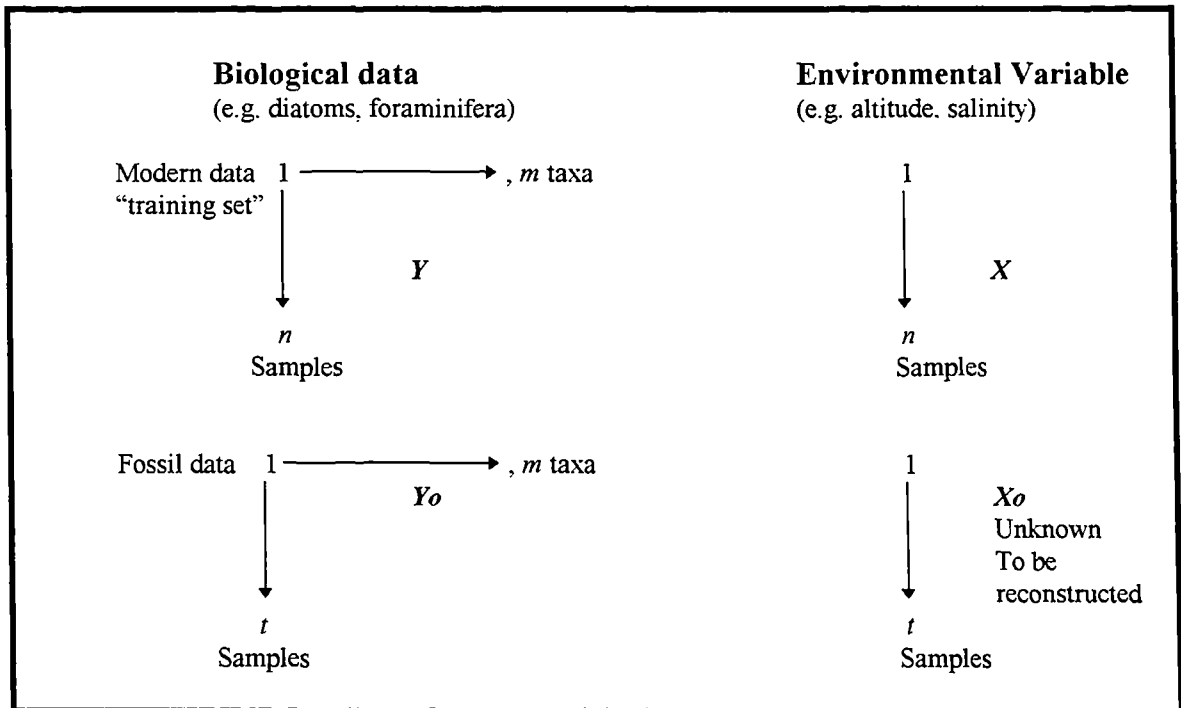 Biological data
(e.g. diatoms, foraminifera)
Environmental Variable
(e.g. altitude. salinity)
Modern data 1 , m taxa
“training set”
Y
n
Samples
1
X
n
Samples
Fossil data 1 , m taxa
Yo
t
Samples
1
Xo
Unknown
To be
reconstructed
t
Samples